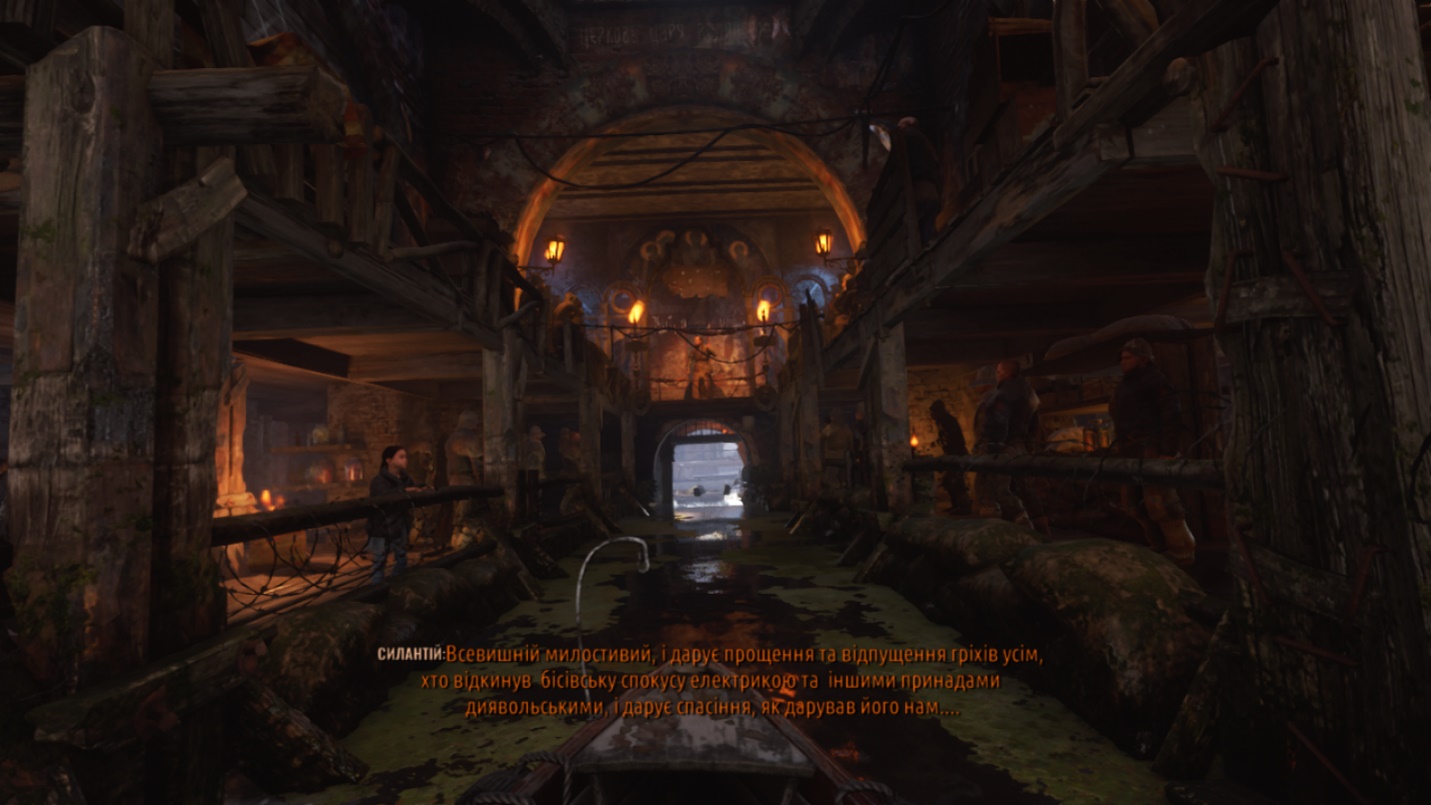 СИЛАНТІЙ:Всевишній милостивий, і дарує прощення та відпущення гріхів усім,
хто відкинув бісівську спокусу електрикою та іншими принадами
диявольськими, і дарує спасіння, як дарував його нам....